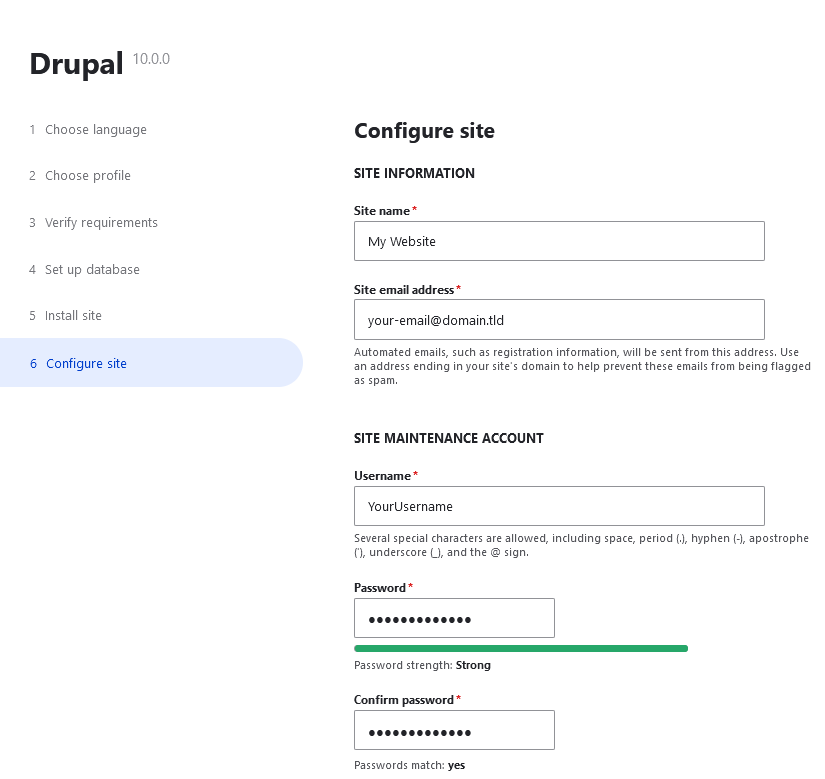 Drupal 10.0.0
1 Choose language
2 Choose profile
3 Verify requirements
4 Set up database
5 Install site
6 Configure site
Configure site
SITE INFORMATION
Site name*
My Website
Site email address*
your-email@domain.tld
Automated emails, such as registration information, will be sent from this address. Use
an address ending in your site's domain to help prevent these emails from being flagged
as spam.
SITE MAINTENANCE ACCOUNT
Username*
YourUsername
Several special characters are allowed, including space, period (.), hyphen (-), apostrophe
('), underscore (_), and the @ sign.
Password*
•••••••••••••
Password strength: Strong
Confirm password*
•••••••••••••
Passwords match: yes